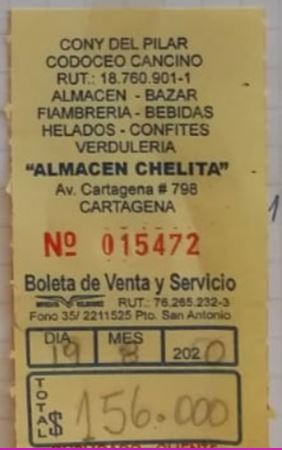 CONY DEL PILAR
CODOCEO CANCINO
RUT.: 18.760.901-1
ALMACEN - BAZAR
FIAMBRERIA - BEBIDAS
HELADOS - CONFITES
VERDULERIA
"ALMACEN CHELITA"
Av. Cartagena # 798
CARTAGENA
Nº 015472
Boleta de Venta y Servicio
RUT.: 76.265.232-3
Fono 35/ 2211525 Pto. San Antonio
DIA MES
19 8 2020
TOTAL $ 156.000